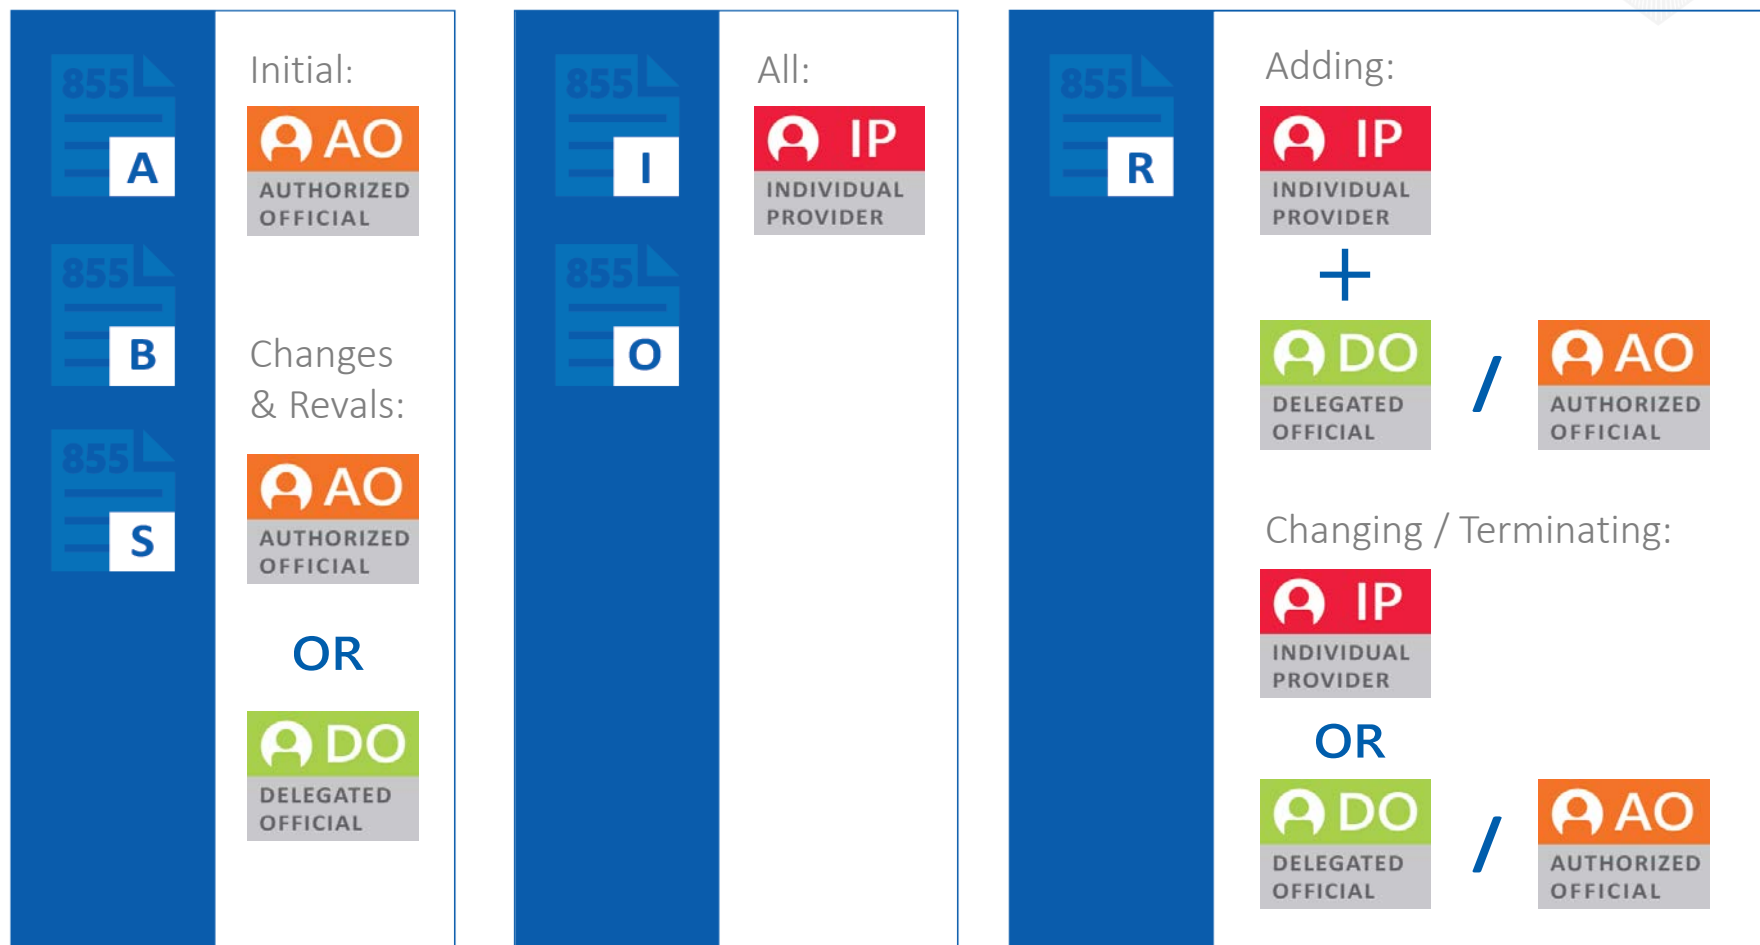 855
A
855
B
855
S
Initial:
AO
AUTHORIZED
OFFICIAL
Changes
& Revals:
AO
AUTHORIZED
OFFICIAL
OR
DO
DELEGATED
OFFICIAL
855
I
855
O
All:
IP
INDIVIDUAL
PROVIDER
855
R
Adding:
IP
INDIVIDUAL
PROVIDER
+
DO
DELEGATED
OFFICIAL
/
AO
AUTHORIZED
OFFICIAL
Changing / Terminating:
IP
INDIVIDUAL
PROVIDER
OR
DO
DELEGATED
OFFICIAL
/
AO
AUTHORIZED
OFFICIAL